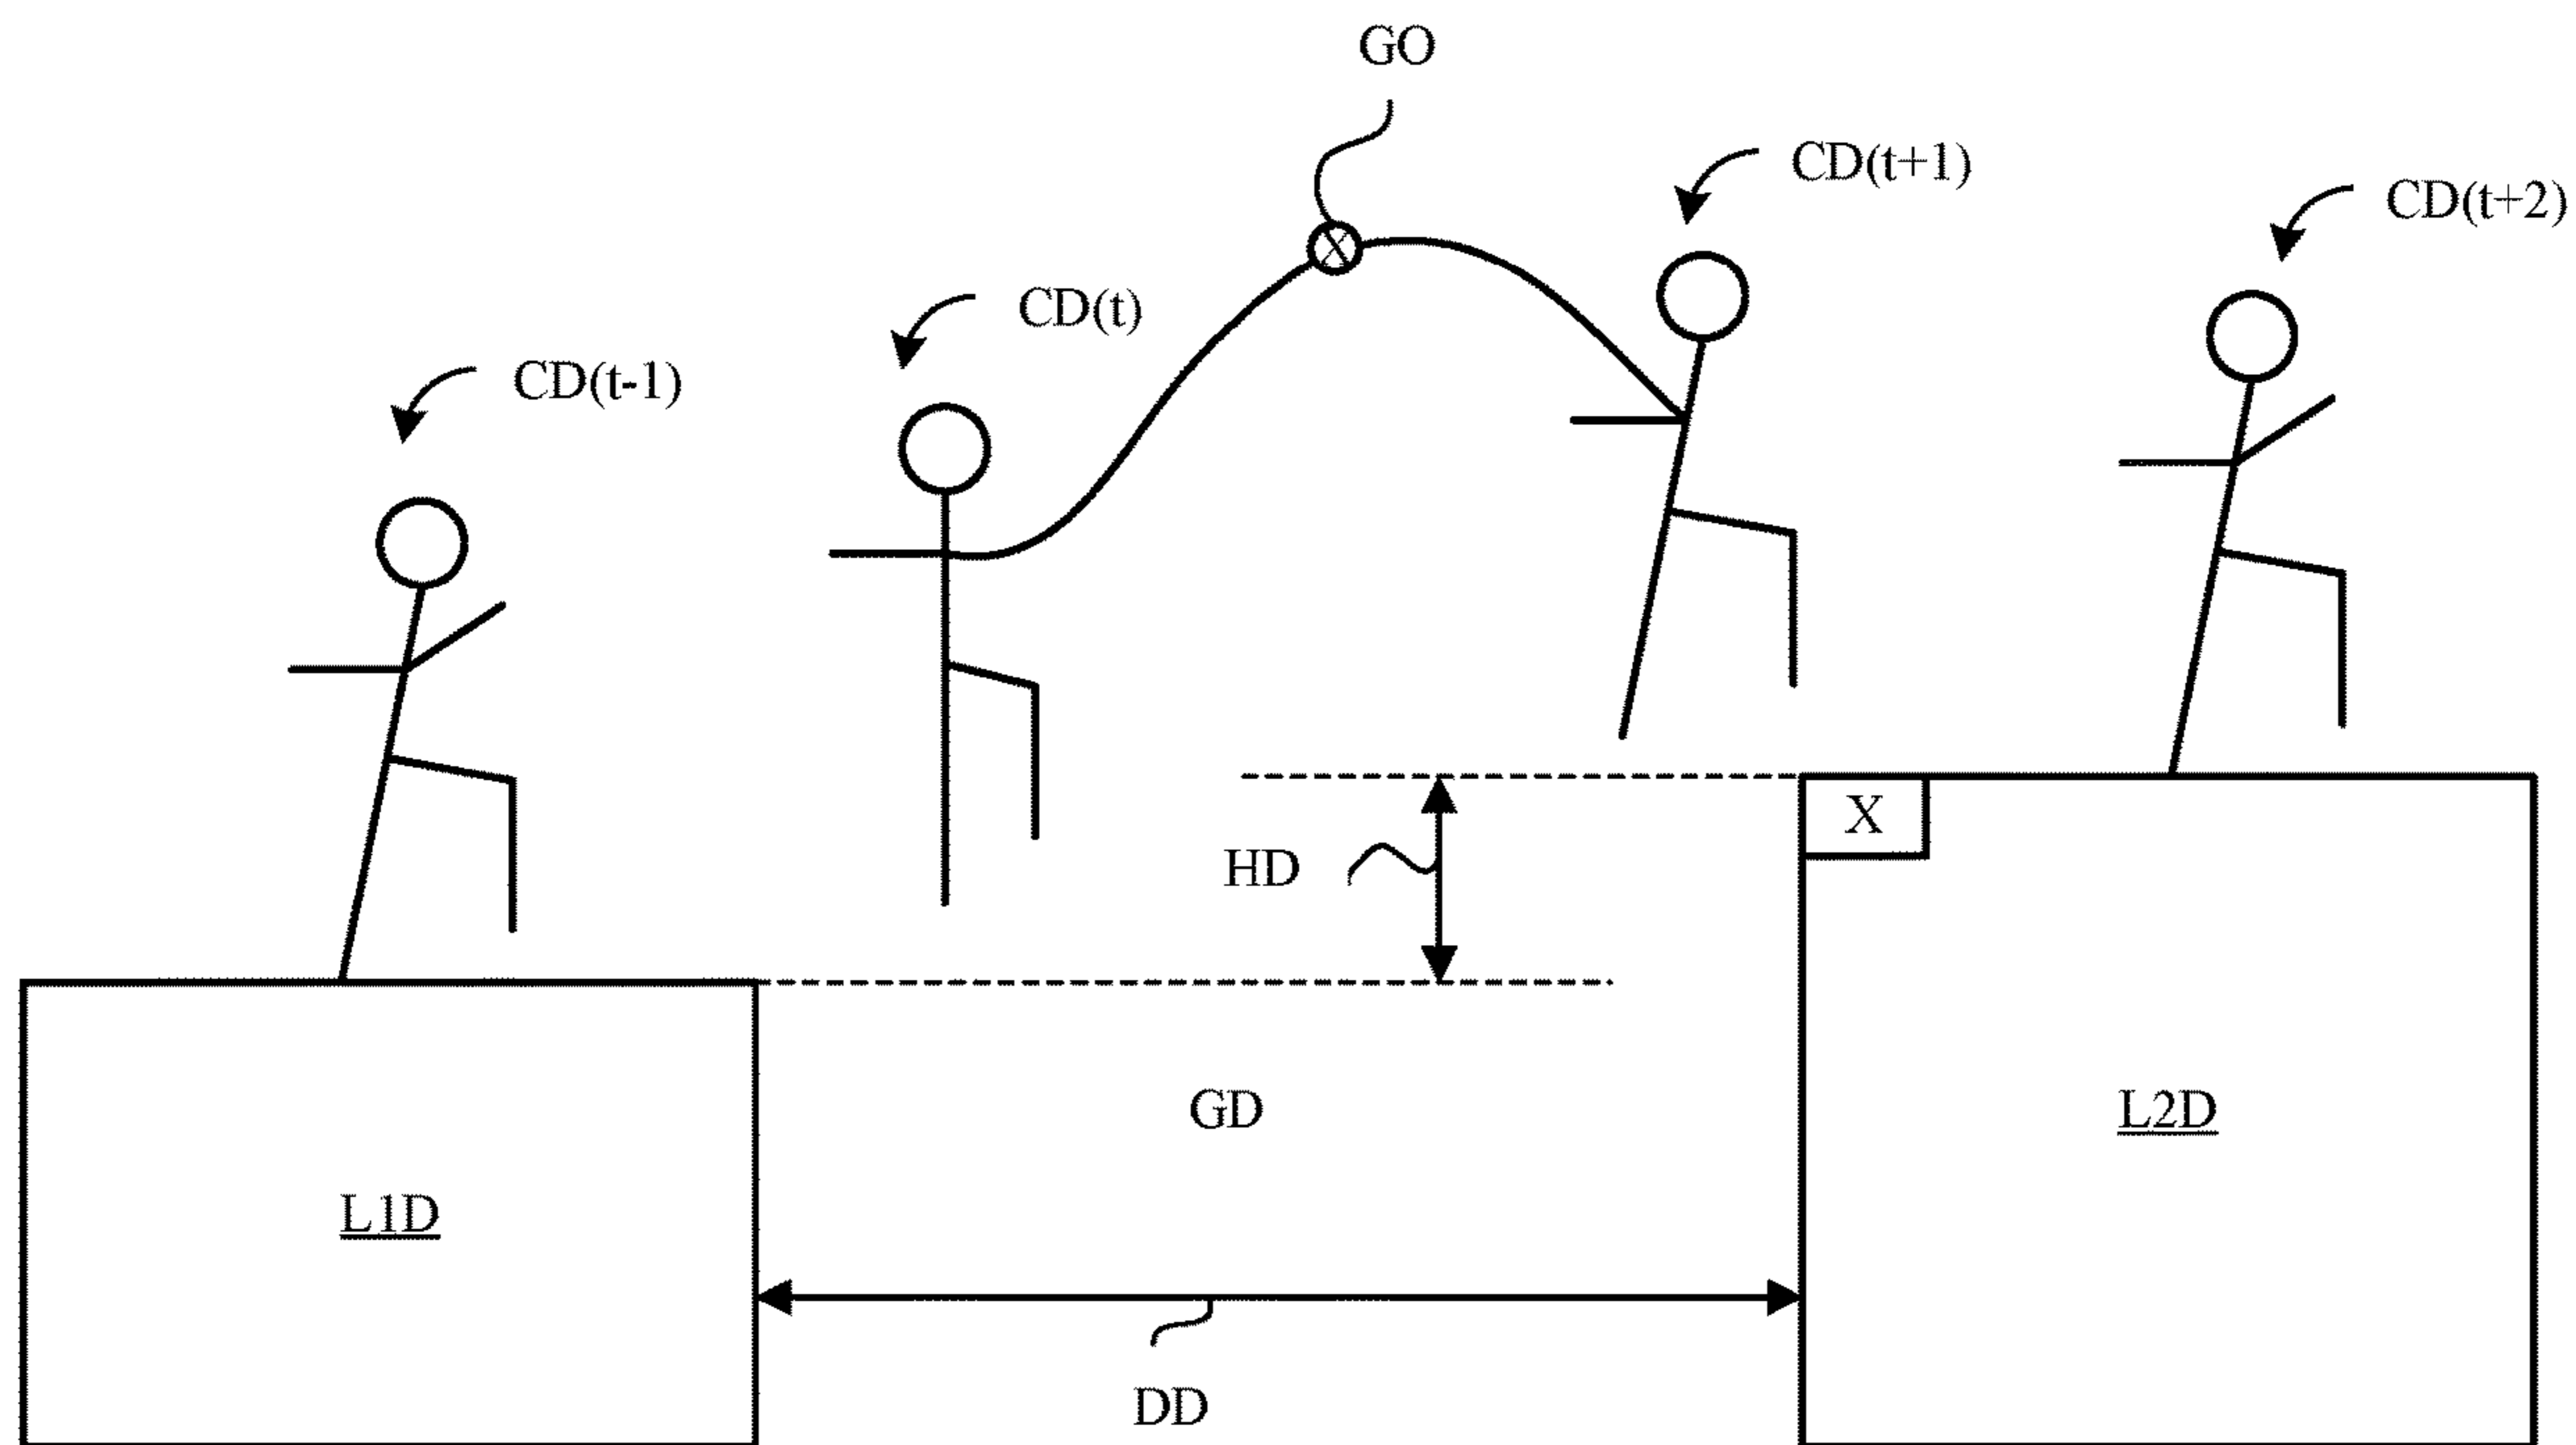 GO
CD(t+1)
CD(t+2)
CD(t)
CD(t-1)
X
X
HD
GD
L2D
L1D
DD